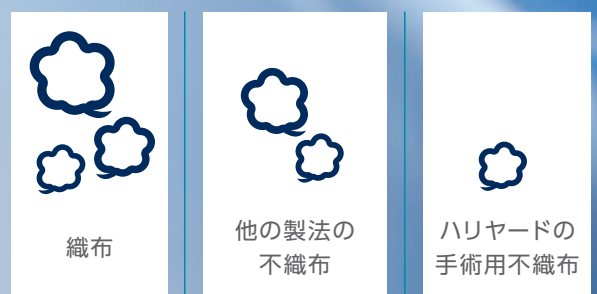 織布
他の製法の
不織布
ハリヤードの
手術用不織布